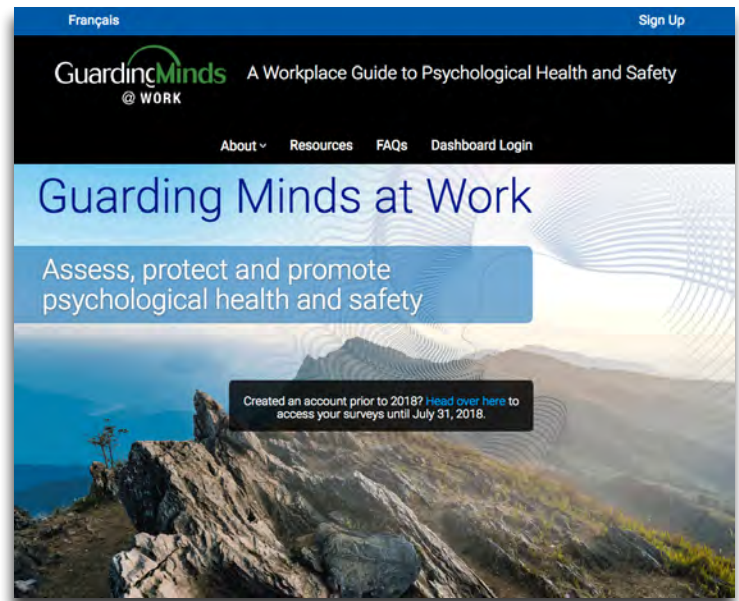 Français Sign Up
GuardingMinds A Workplace Guide to Psychological Health and Safety
@ WORK
About Resources FAQs Dashboard Login
Guarding Minds at Work
Assess, protect and promote
psychological health and safety
Created an account prior to 2018? Head over here to
access your surveys until July 31, 2018.